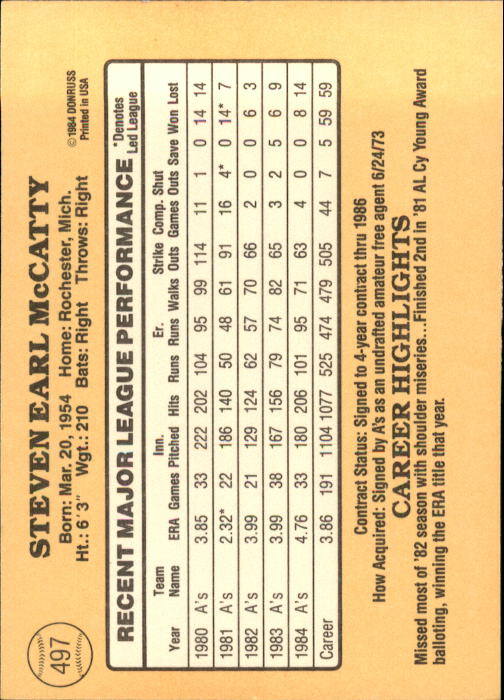 497
STEVEN EARL McCATTY
©1984 DONRUSS
Printed in USA
Born: Mar. 20, 1954 Home: Rochester, Mich.
Ht.: 6'3" Wgt.: 210 Bats: Right Throws: Right
RECENT MAJOR LEAGUE PERFORMANCE
*Denotes
Led League
Team Inn. Er. Strike Comp. Shut
Year Name ERA Games Pitched Hits Runs Runs Walks Outs Games Outs Save Won Lost
1980 A's 3.85 33 222 202 104 95 99 114 11 1 0 14 14
1981 A's 2.32* 22 186 140 50 48 61 91 16 4* 0 14* 7
1982 A's 3.99 21 129 124 62 57 70 66 2 0 0 6 3
1983 A's 3.99 38 167 156 79 74 82 65 3 2 5 6 9
1984 A's 4.76 33 180 206 101 95 71 63 4 0 0 8 14
Career 3.86 191 1104 1077 525 474 479 505 44 7 5 59 59
Contract Status: Signed to 4-year contract thru 1986
How Acquired: Signed by A's as an undrafted amateur free agent 6/24/73
CAREER HIGHLIGHTS
Missed most of '82 season with shoulder miseries...Finished 2nd in '81 AL Cy Young Award
balloting, winning the ERA title that year.